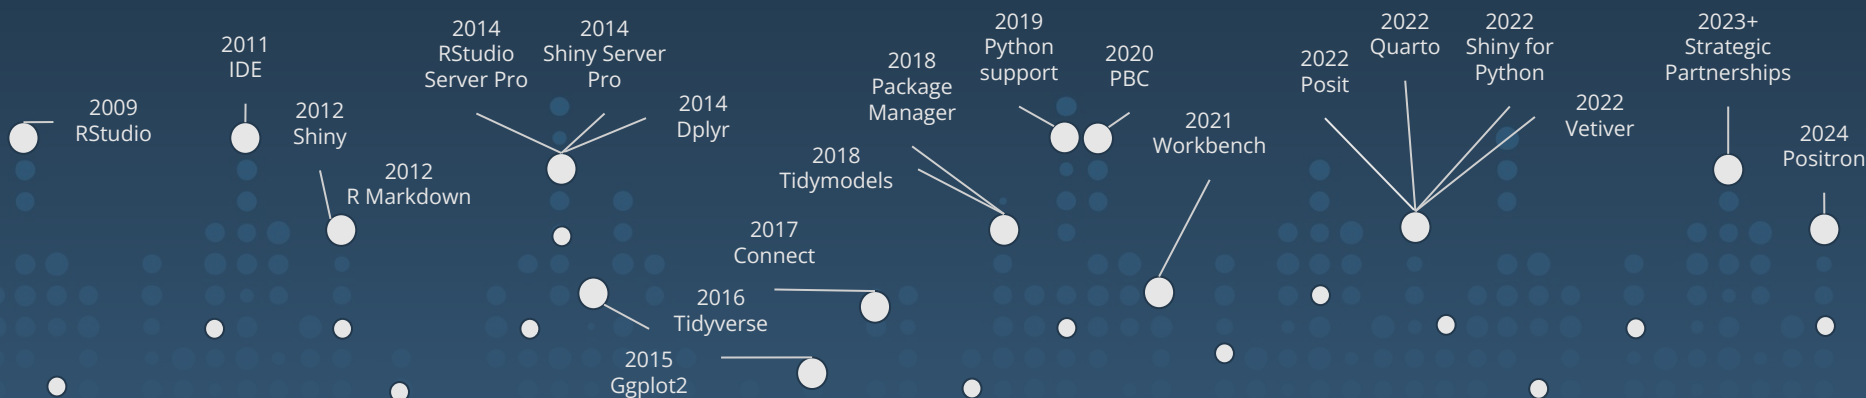 2009
RStudio
2011
IDE
2012
Shiny
2012
R Markdown
2014
RStudio
Server Pro
2014
Shiny Server
Pro
2014
Dplyr
2015
Ggplot2
2016
Tidyverse
2017
Connect
2018
Tidymodels
2018
Package
Manager
2019
Python
support
2020
PBC
2021
Workbench
2022
Posit
2022
Quarto
2022
Shiny for
Python
2022
Vetiver
2023+
Strategic
Partnerships
2024
Positron